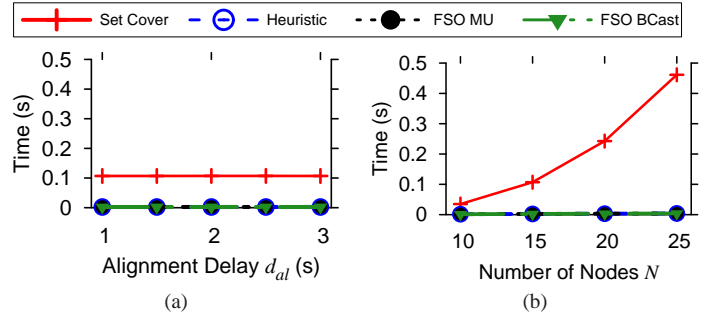 Set Cover Heuristic FSO MU FSO BCast
Time (s)
0.5
0.4
0.3
0.2
0.1
0
1 2 3
Alignment Delay d_al (s)
(a)
Time (s)
0.5
0.4
0.3
0.2
0.1
0
10 15 20 25
Number of Nodes N
(b)